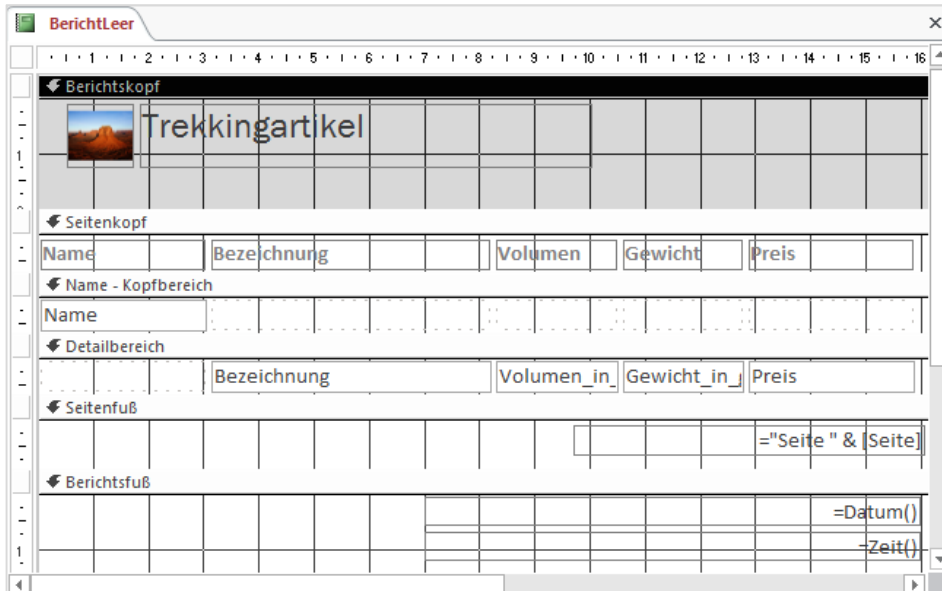 BerichtLeer
1 2 3 4 5 6 7 8 9 10 11 12 13 14 15 16
Berichtskopf
Trekkingartikel
1
Seitenkopf
Name Bezeichnung Volumen Gewicht Preis
Name - Kopfbereich
Name
Detailbereich
Bezeichnung Volumen_in_ Gewicht_in_ Preis
Seitenfuß
="Seite " & [Seite]
Berichtsfuß
=Datum()
=Zeit()
1